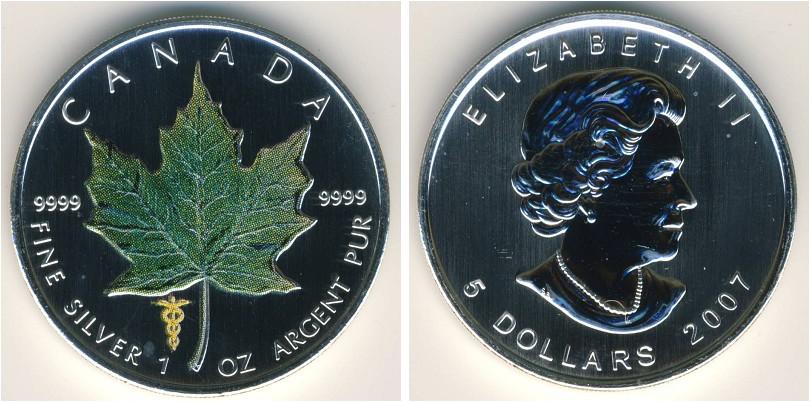 CANADA
9999 9999
FINE SILVER 1 OZ ARGENT PUR
ELIZABETH II
5 DOLLARS 2007